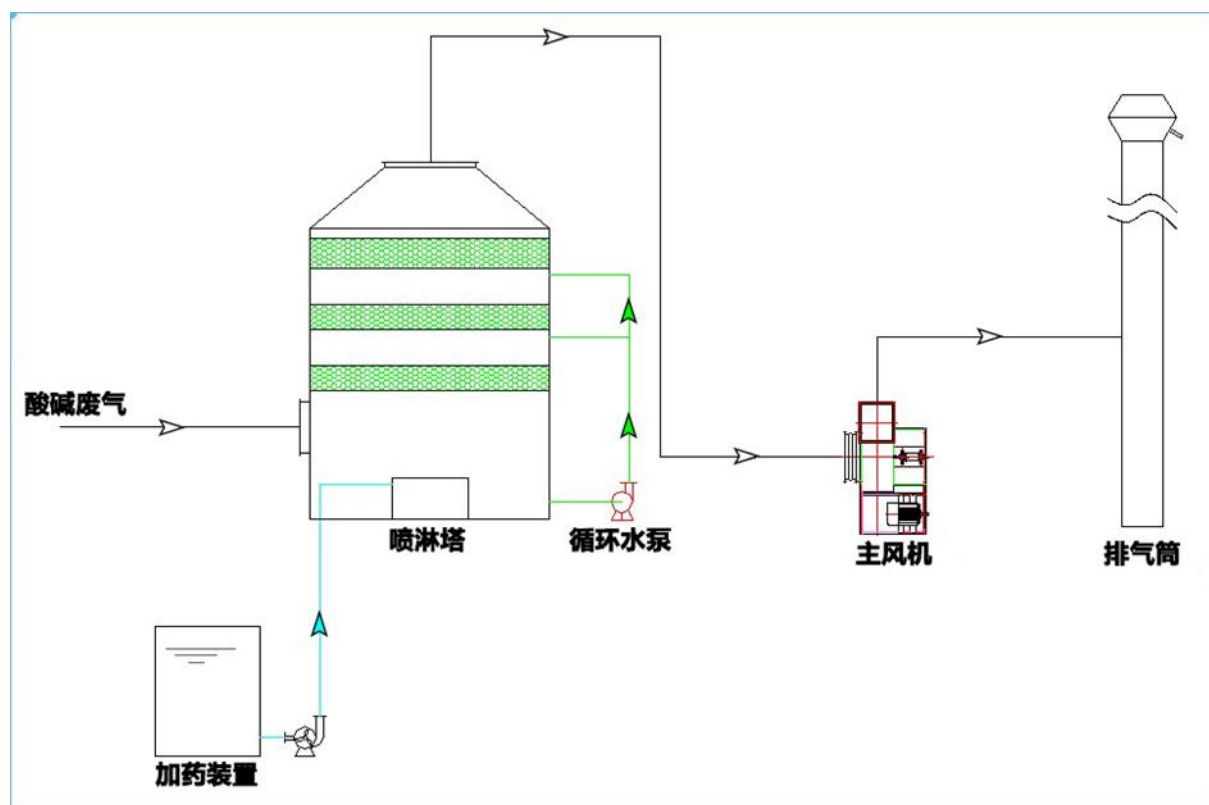 酸碱废气
喷淋塔
循环水泵
主风机
排气筒
加药装置